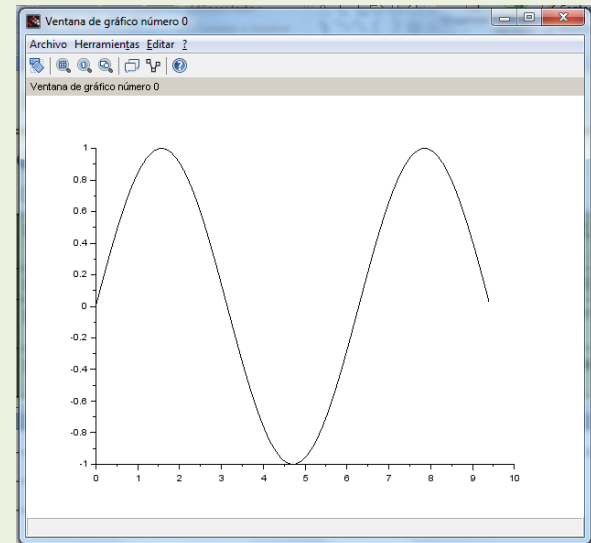 Ventana de gráfico número 0
Archivo Herramientas Editar ?
Ventana de gráfico número 0
1
0.8
0.6
0.4
0.2
0
-0.2
-0.4
-0.6
-0.8
-1
0 1 2 3 4 5 6 7 8 9 10